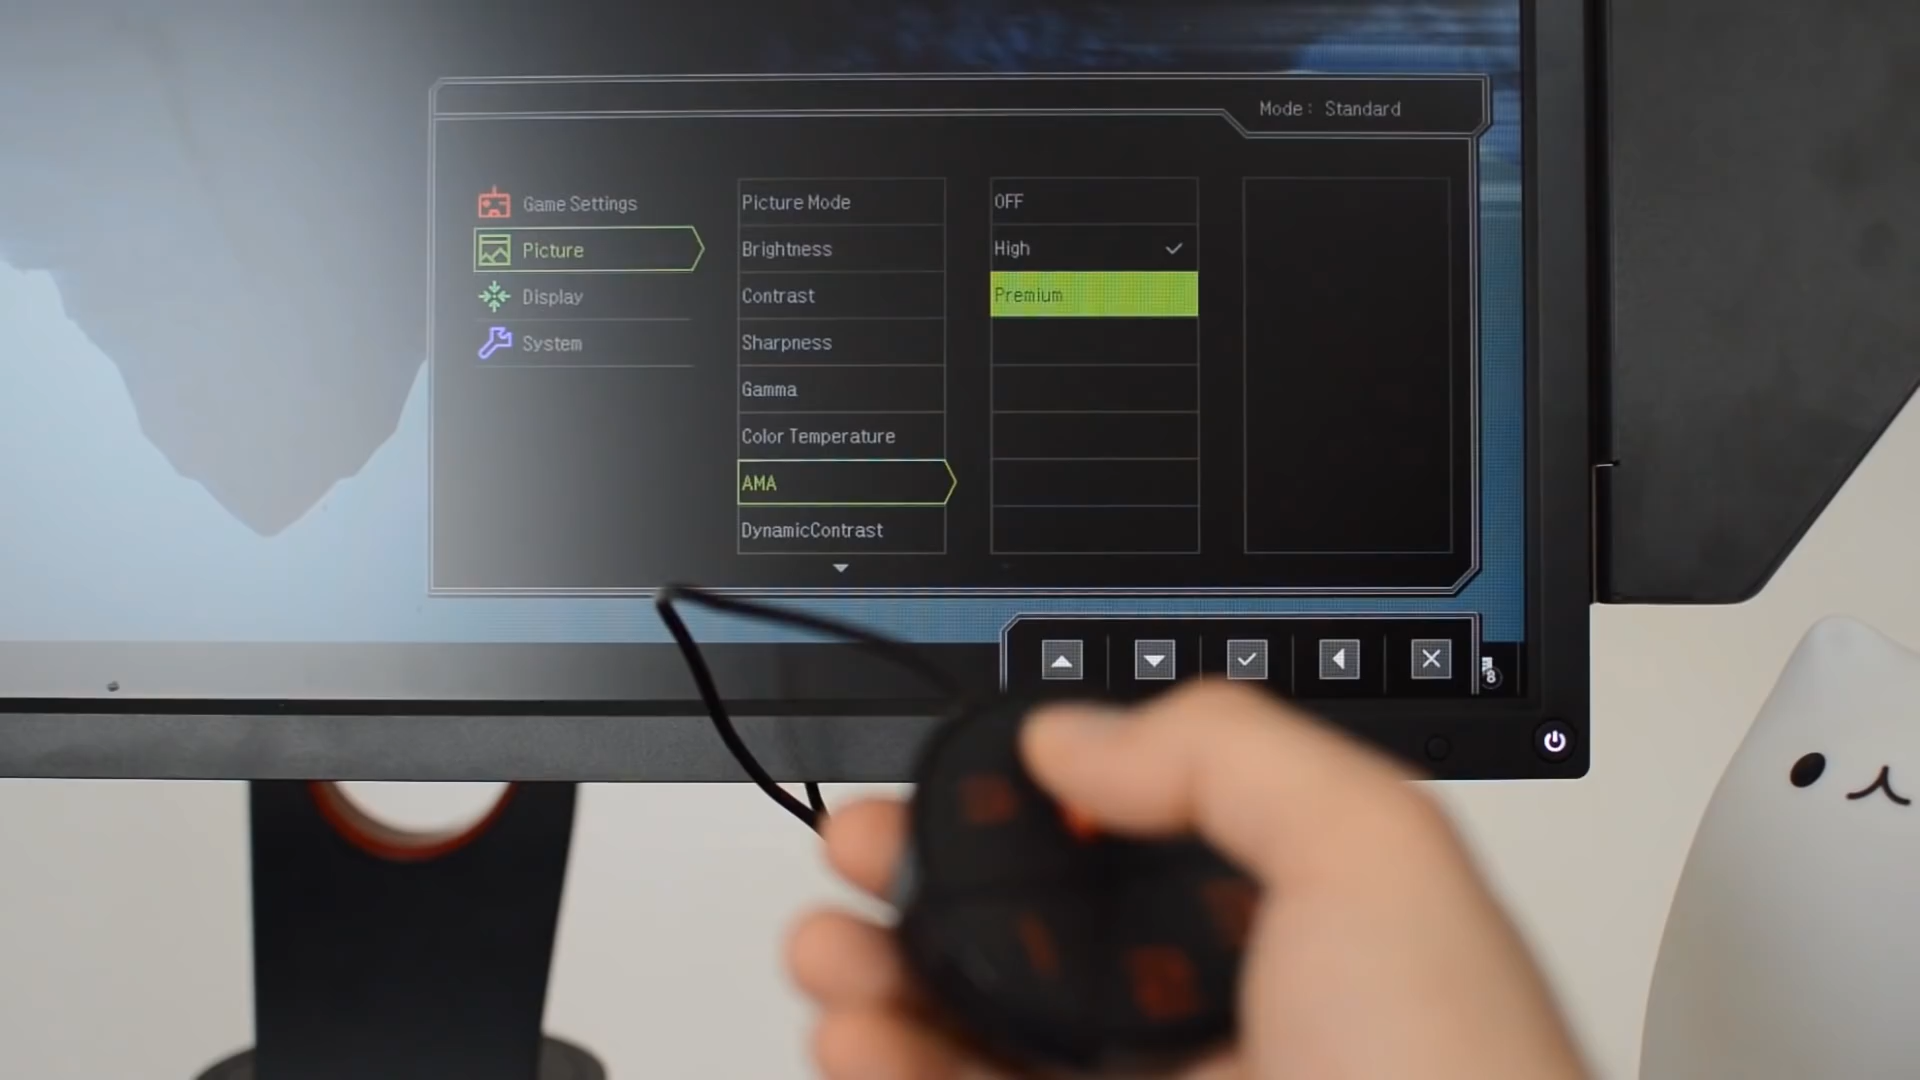 Mode: Standard
Game Settings
Picture
Display
System
Picture Mode
Brightness
Contrast
Sharpness
Gamma
Color Temperature
AMA
DynamicContrast
OFF
High
Premium